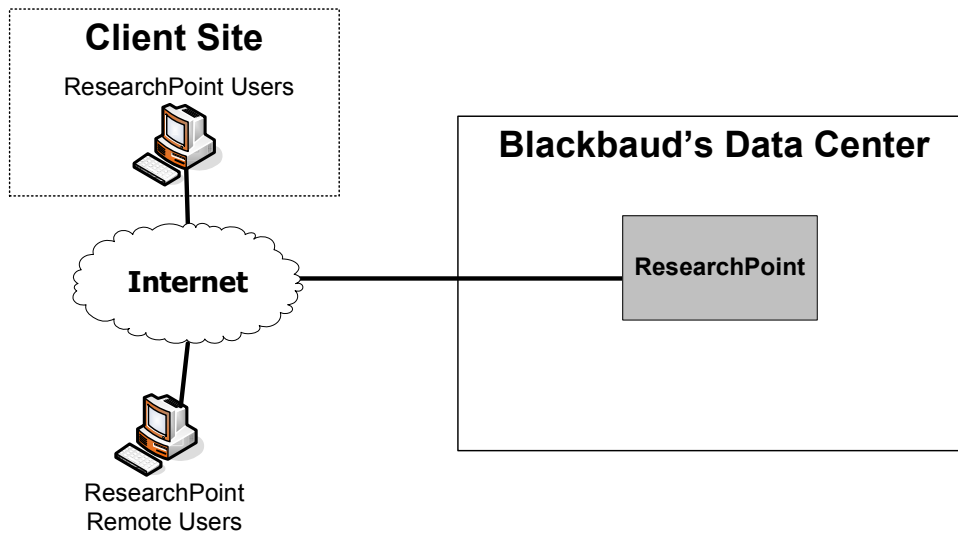 Client Site
ResearchPoint Users
Blackbaud's Data Center
ResearchPoint
Internet
ResearchPoint
Remote Users